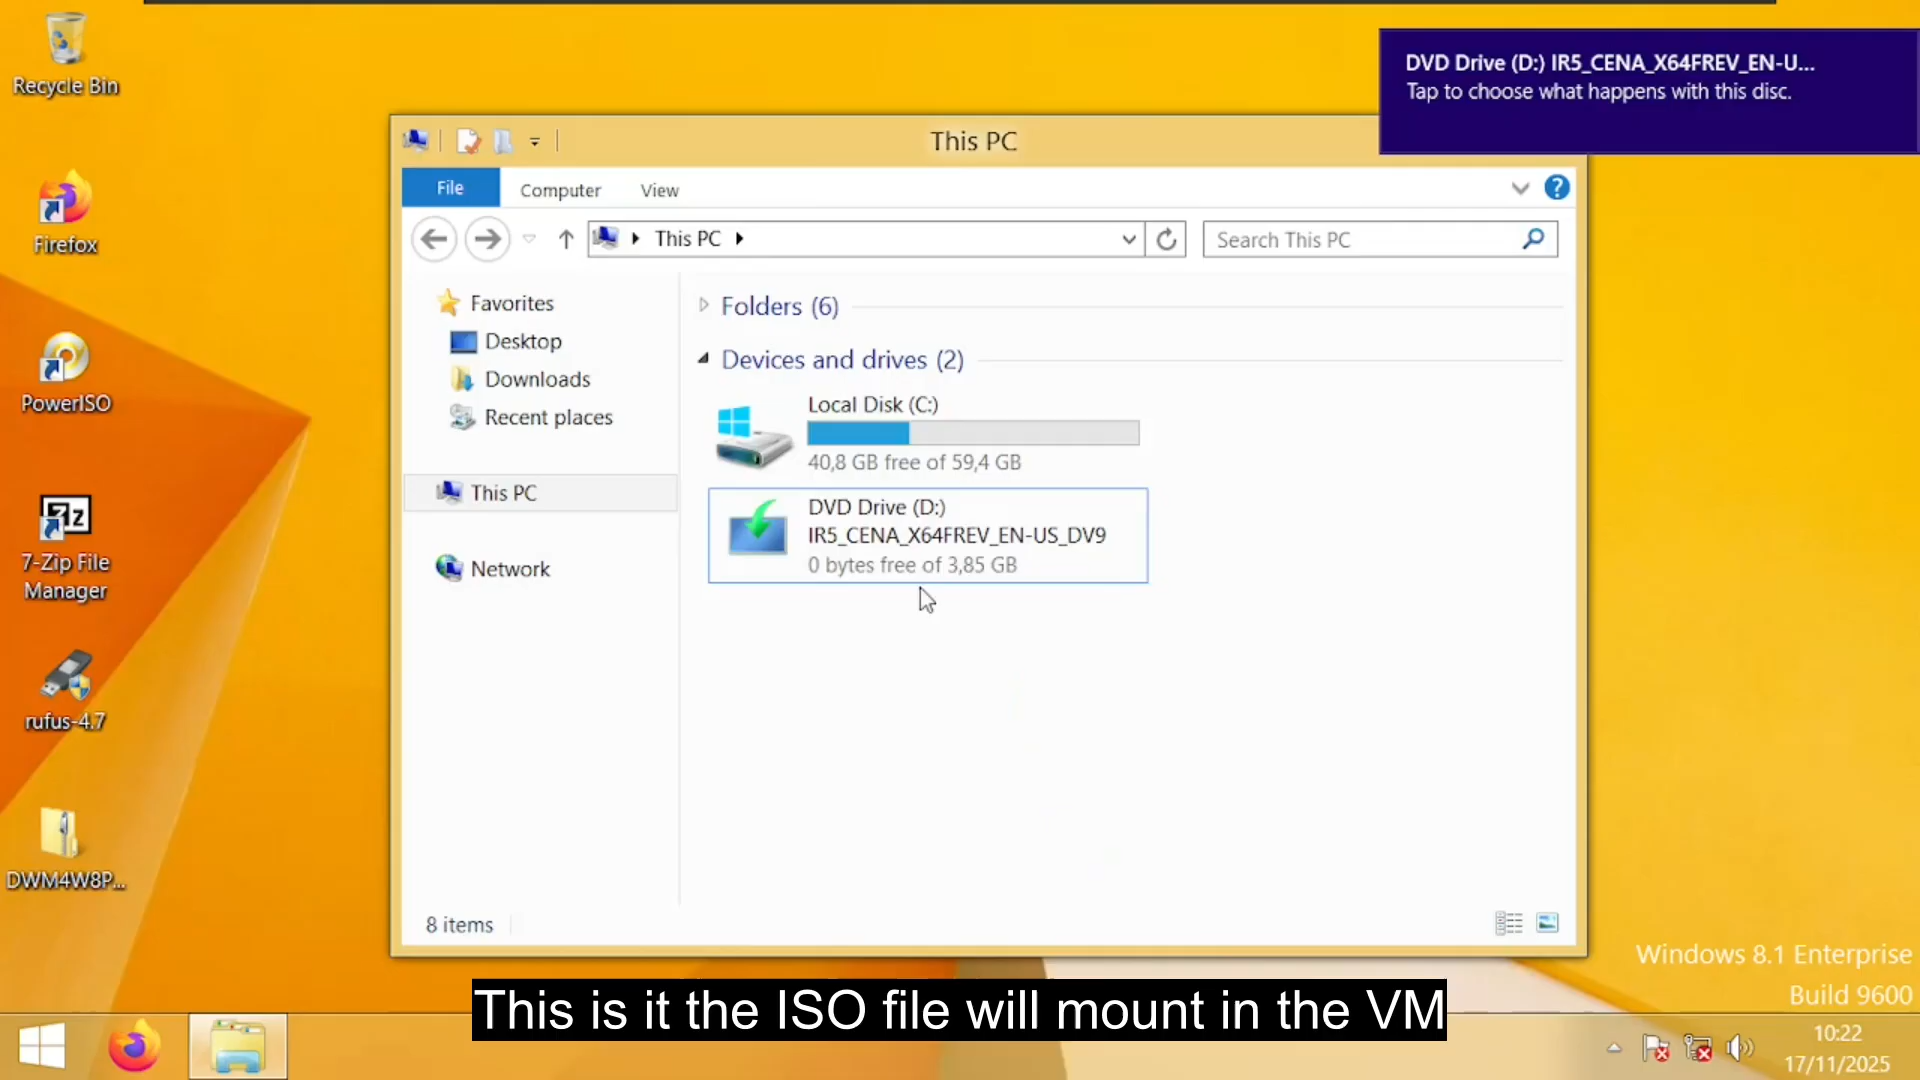 Recycle Bin
Firefox
PowerISO
7-Zip File
Manager
rufus-4.7
DWM4W8P...
DVD Drive (D:) IR5_CENA_X64FREV_EN-U...
Tap to choose what happens with this disc.
This PC
File
Computer
View
This PC
Search This PC
Favorites
Desktop
Downloads
Recent places
This PC
Network
Folders (6)
Devices and drives (2)
Local Disk (C:)
40,8 GB free of 59,4 GB
DVD Drive (D:)
IR5_CENA_X64FREV_EN-US_DV9
0 bytes free of 3,85 GB
8 items
Windows 8.1 Enterprise
Build 9600
This is it the ISO file will mount in the VM
10:22
17/11/2025